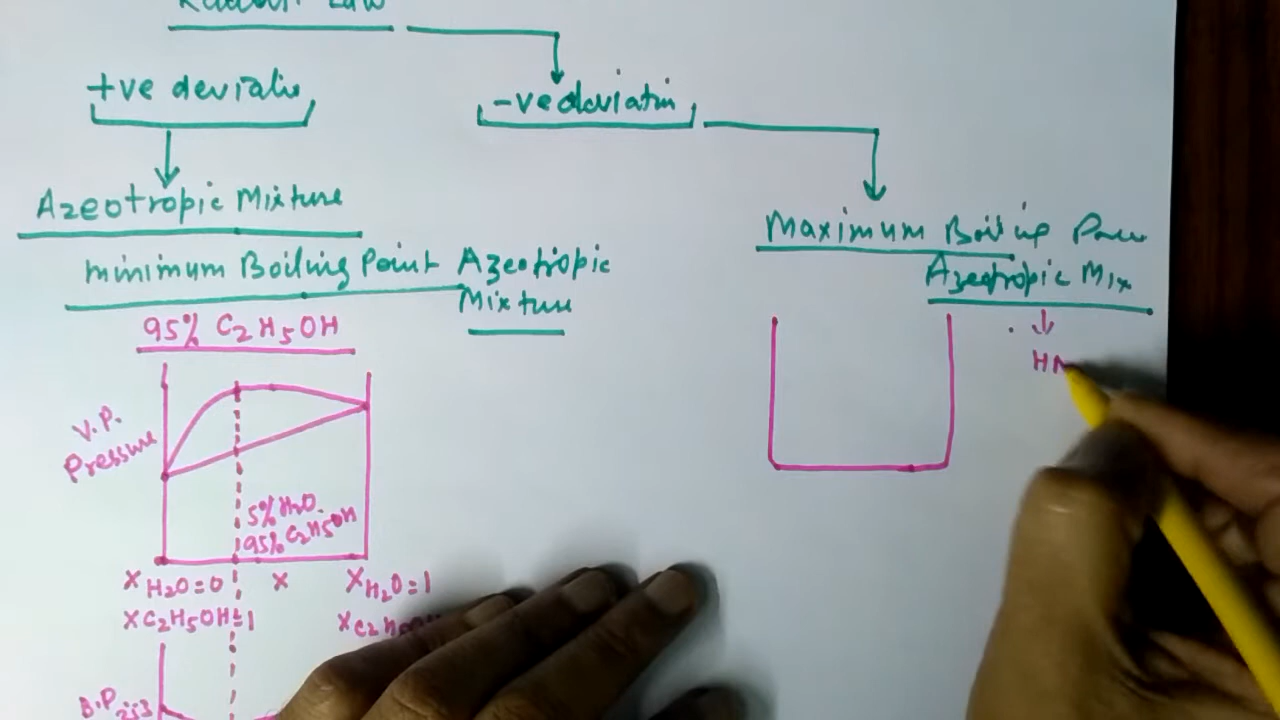 +ve deviatio
-ve deviatin
Azeotropic Mixture
Minimum Boiling Point Azeotropic
Mixture
Maximum Boiling
Azeotropic Mix
95% C2H5OH
V.P.
Pressure
5% H2O
95% C2H5OH
XH2O=0 X XH2O=1
XC2H5OH=1 XC2H
B.P